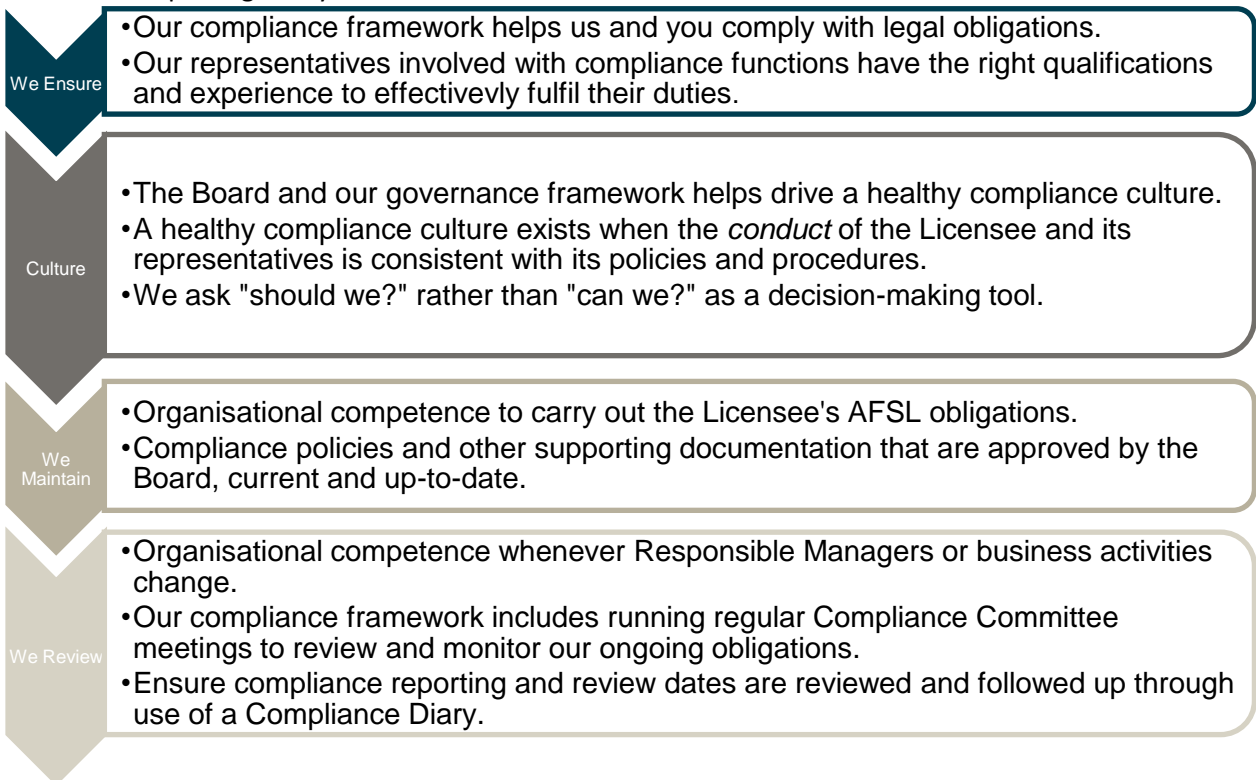 We Ensure
•Our compliance framework helps us and you comply with legal obligations.
•Our representatives involved with compliance functions have the right qualifications
and experience to effectivevly fulfil their duties.
Culture
•The Board and our governance framework helps drive a healthy compliance culture.
•A healthy compliance culture exists when the conduct of the Licensee and its
representatives is consistent with its policies and procedures.
•We ask "should we?" rather than "can we?" as a decision-making tool.
We
Maintain
•Organisational competence to carry out the Licensee's AFSL obligations.
•Compliance policies and other supporting documentation that are approved by the
Board, current and up-to-date.
We Review
•Organisational competence whenever Responsible Managers or business activities
change.
•Our compliance framework includes running regular Compliance Committee
meetings to review and monitor our ongoing obligations.
•Ensure compliance reporting and review dates are reviewed and followed up through
use of a Compliance Diary.